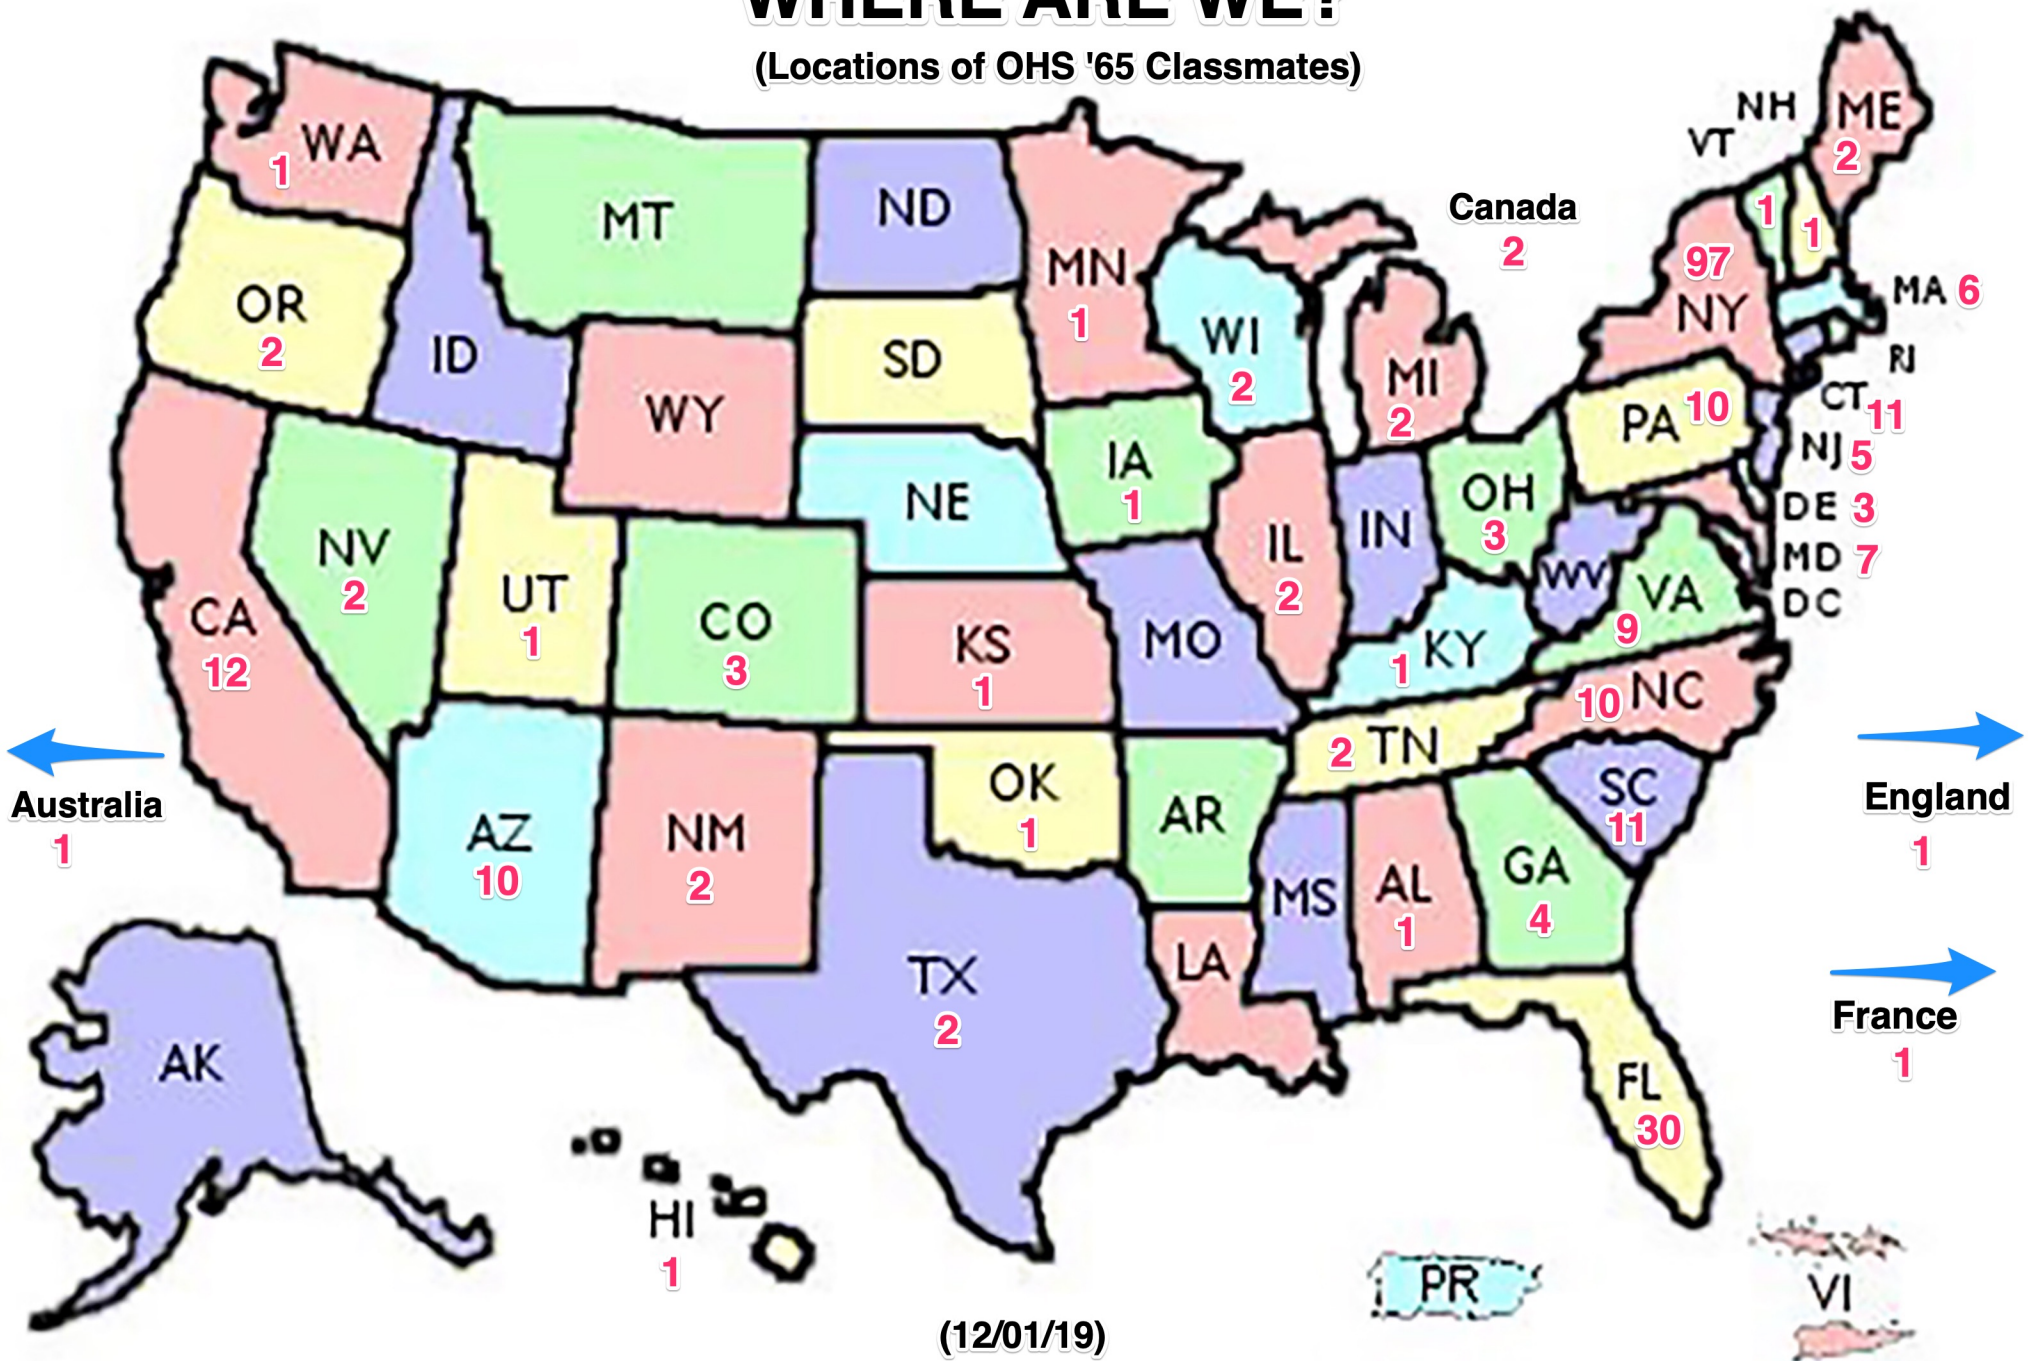 WHERE ARE WE?
(Locations of OHS '65 Classmates)
NH
ME
2
VT
WA
1
MT
ND
MN
1
Canada
2
1
1
97
NY
MA 6
OR
2
ID
SD
WI
2
MI
2
RI
WY
PA 10
CT 11
NJ 5
IA
1
NE
OH
3
DE 3
NV
2
IL
2
IN
MD 7
WV
VA
9
DC
UT
1
CO
3
CA
12
KS
1
MO
1 KY
10 NC
2 TN
Australia
1
England
1
AZ
10
NM
2
OK
1
AR
SC
11
MS
AL
1
GA
4
LA
TX
2
France
1
AK
FL
30
HI
1
PR
VI
(12/01/19)